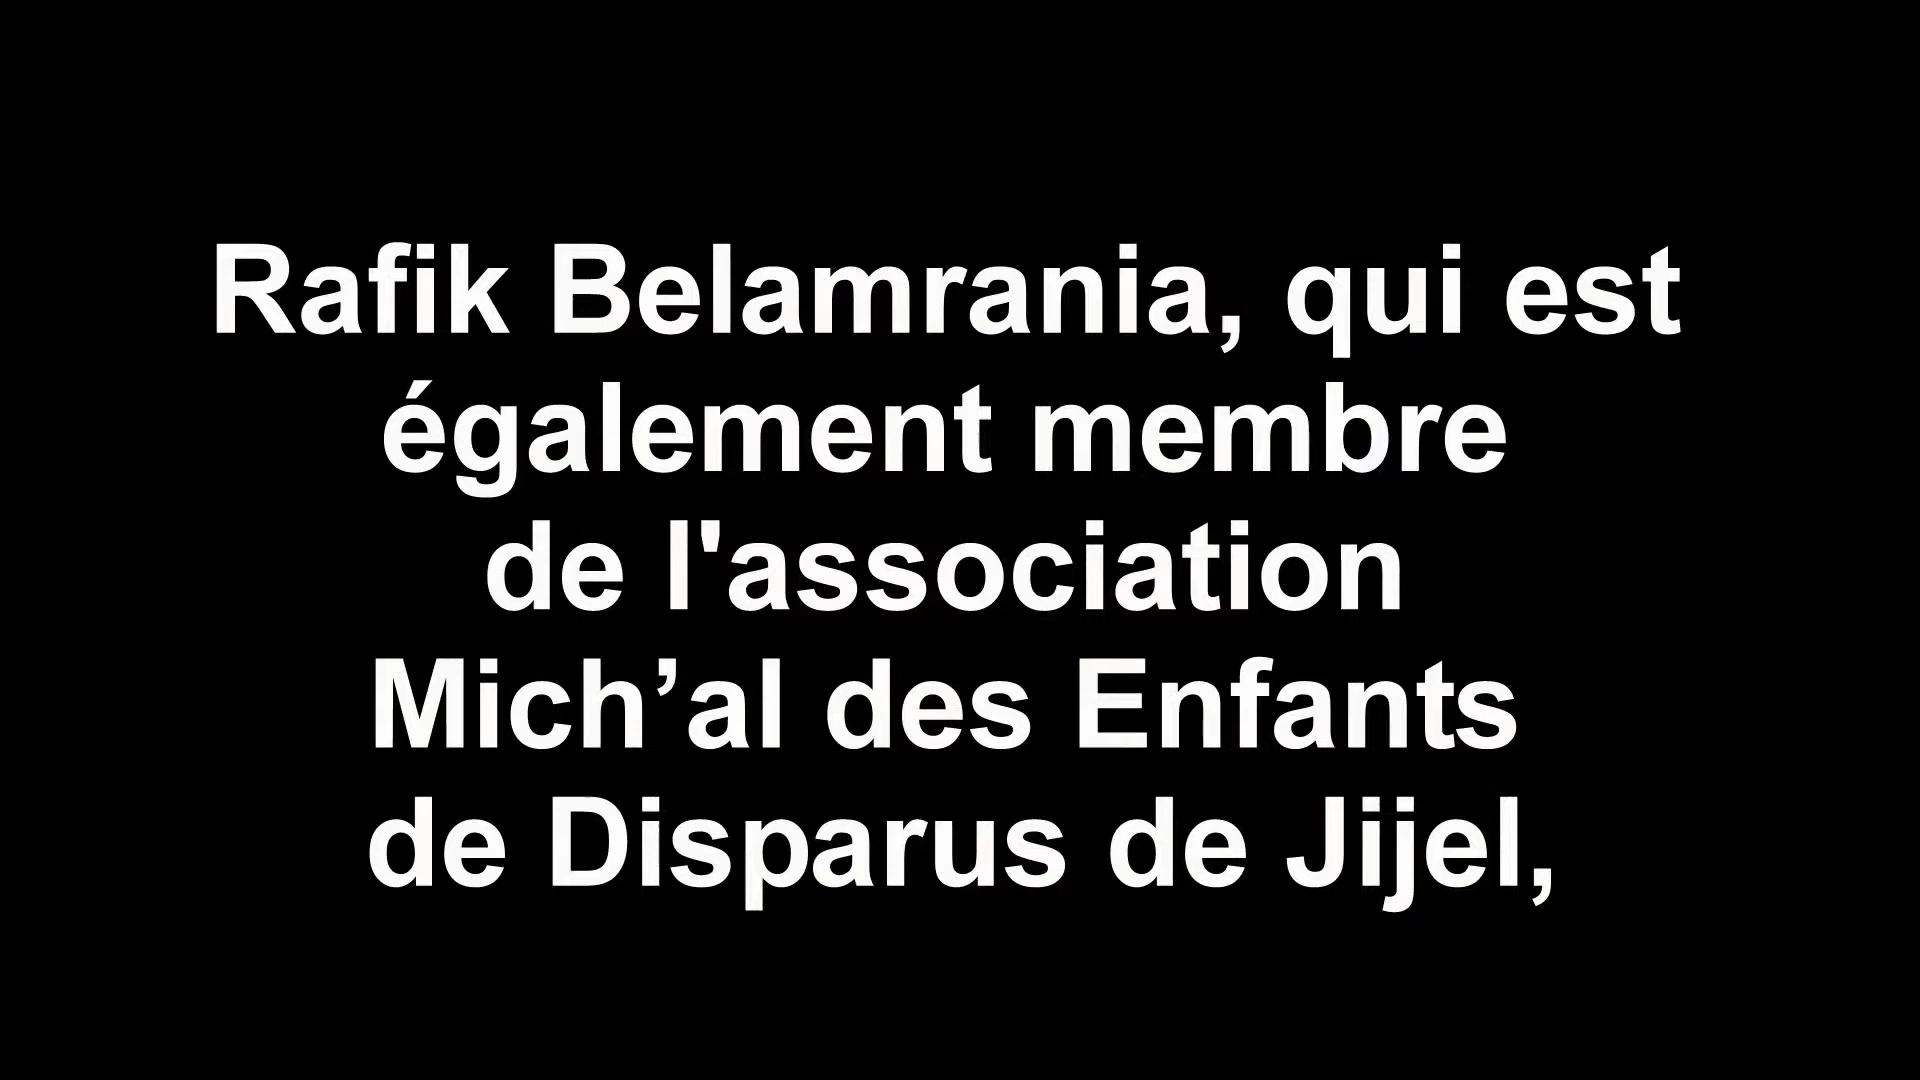 Rafik Belamrania, qui est
également membre
de l'association
Mich’al des Enfants
de Disparus de Jijel,